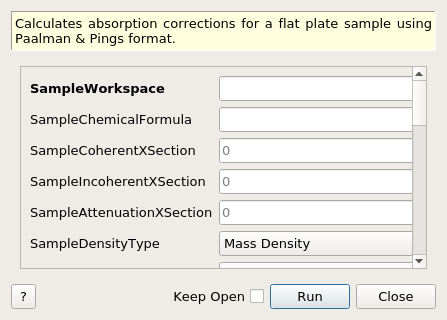 Calculates absorption corrections for a flat plate sample using
Paalman & Pings format.
SampleWorkspace
SampleChemicalFormula
SampleCoherentXSection 0
SampleIncoherentXSection 0
SampleAttenuationXSection 0
SampleDensityType Mass Density
? Keep Open Run Close